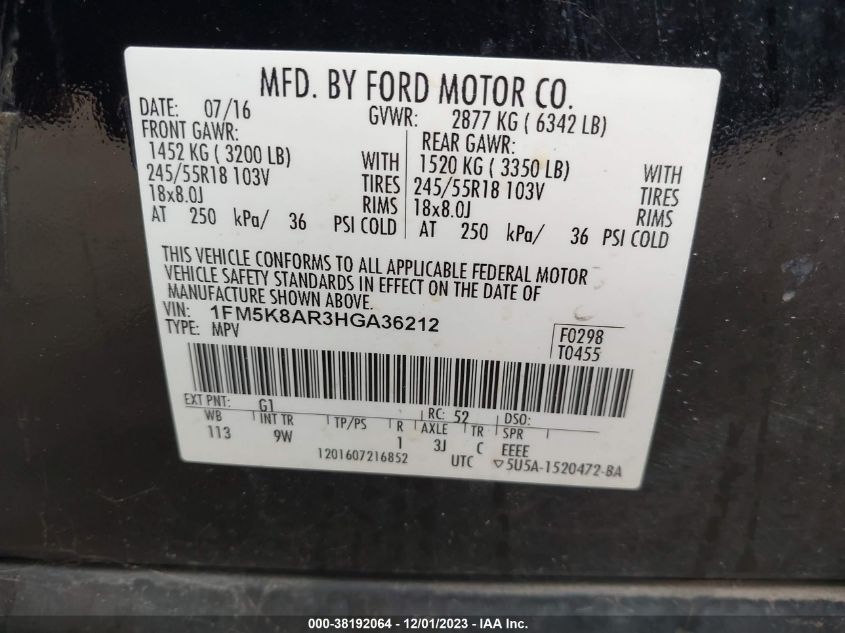 MFD. BY FORD MOTOR CO.
DATE: 07/16 GVWR: 2877 KG ( 6342 LB)
FRONT GAWR: REAR GAWR:
1452 KG ( 3200 LB) WITH 1520 KG ( 3350 LB) WITH
245/55R18 103V TIRES 245/55R18 103V TIRES
18x8.0J RIMS 18x8.0J RIMS
AT 250 kPa/ 36 PSI COLD AT 250 kPa/ 36 PSI COLD
THIS VEHICLE CONFORMS TO ALL APPLICABLE FEDERAL MOTOR
VEHICLE SAFETY STANDARDS IN EFFECT ON THE DATE OF
MANUFACTURE SHOWN ABOVE.
VIN: 1FM5K8AR3HGA36212
TYPE: MPV
F0298
T0455
EXT PNT: G1 RC: 52 DSO:
WB INT TR TP/PS R AXLE TR SPR
113 9W 1 3J C EEEE
1201607216852 UTC ▽5U5A-1520472-BA
000-38192064 - 12/01/2023 - IAA Inc.